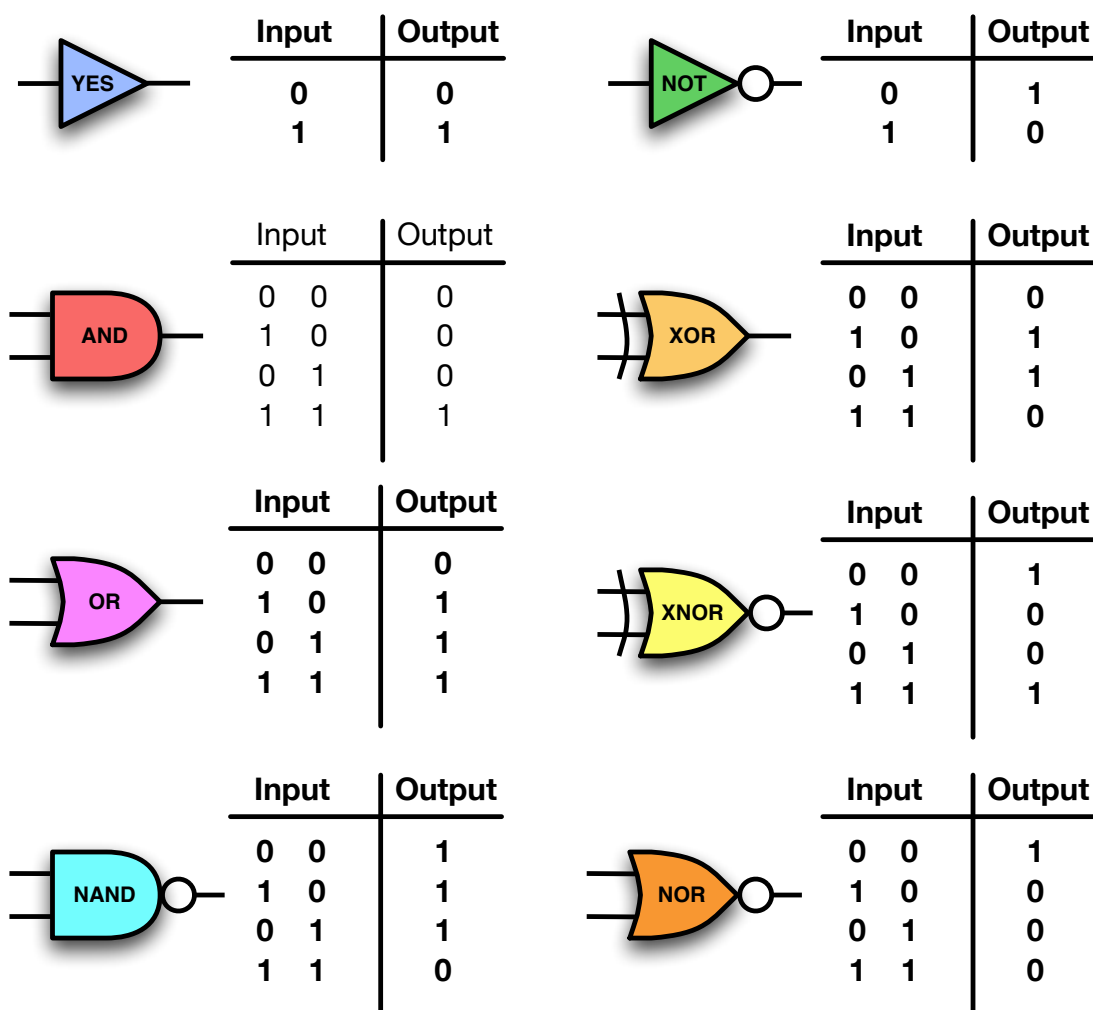 Input Output
YES
0 0
1 1
Input Output
NOT
0 1
1 0
Input Output
0 0 0
AND
1 0 0
0 1 0
1 1 1
Input Output
0 0 0
XOR
1 0 1
0 1 1
1 1 0
Input Output
0 0 0
OR
1 0 1
0 1 1
1 1 1
Input Output
0 0 1
XNOR
1 0 0
0 1 0
1 1 1
Input Output
0 0 1
NAND
1 0 1
0 1 1
1 1 0
Input Output
0 0 1
NOR
1 0 0
0 1 0
1 1 0